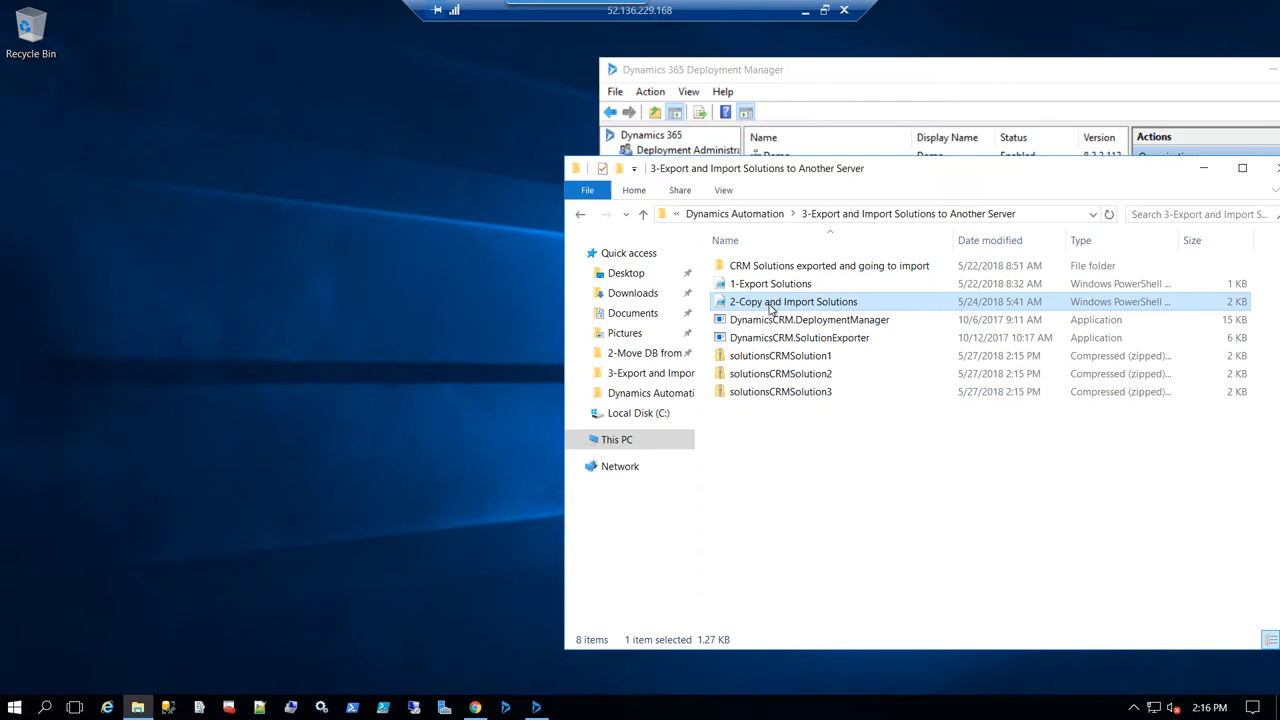 52.136.229.168
Recycle Bin
Dynamics 365 Deployment Manager
File Action View Help
Dynamics 365
Deployment Administra
Name Display Name Status Version
Demo Enabled
Actions
3-Export and Import Solutions to Another Server
File Home Share View
« Dynamics Automation > 3-Export and Import Solutions to Another Server
Search 3-Export and Import S...
Name Date modified Type Size
Quick access
Desktop
Downloads
Documents
Pictures
2-Move DB from
3-Export and Impor
Dynamics Automati
Local Disk (C:)
This PC
Network
CRM Solutions exported and going to import 5/22/2018 8:51 AM File folder
1-Export Solutions 5/22/2018 8:32 AM Windows PowerShell ... 1 KB
2-Copy and Import Solutions 5/24/2018 5:41 AM Windows PowerShell ... 2 KB
DynamicsCRM.DeploymentManager 10/6/2017 9:11 AM Application 15 KB
DynamicsCRM.SolutionExporter 10/12/2017 10:17 AM Application 6 KB
solutionsCRMSolution1 5/27/2018 2:15 PM Compressed (zipped)... 2 KB
solutionsCRMSolution2 5/27/2018 2:15 PM Compressed (zipped)... 2 KB
solutionsCRMSolution3 5/27/2018 2:15 PM Compressed (zipped)... 2 KB
8 items 1 item selected 1.27 KB
2:16 PM